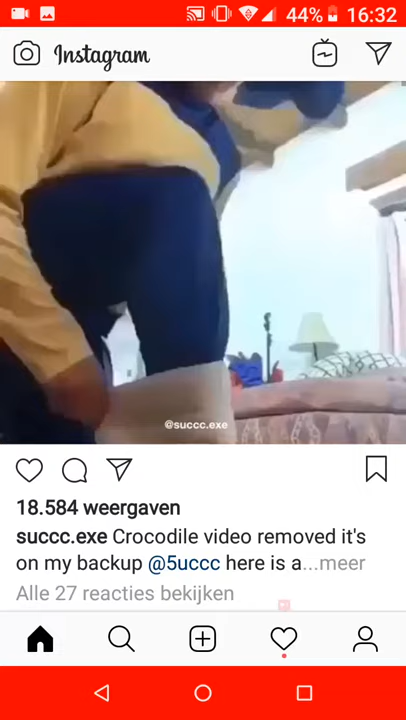 44% 16:32
Instagram
@succc.exe
18.584 weergaven
succc.exe Crocodile video removed it's
on my backup @5uccc here is a...meer
Alle 27 reacties bekijken